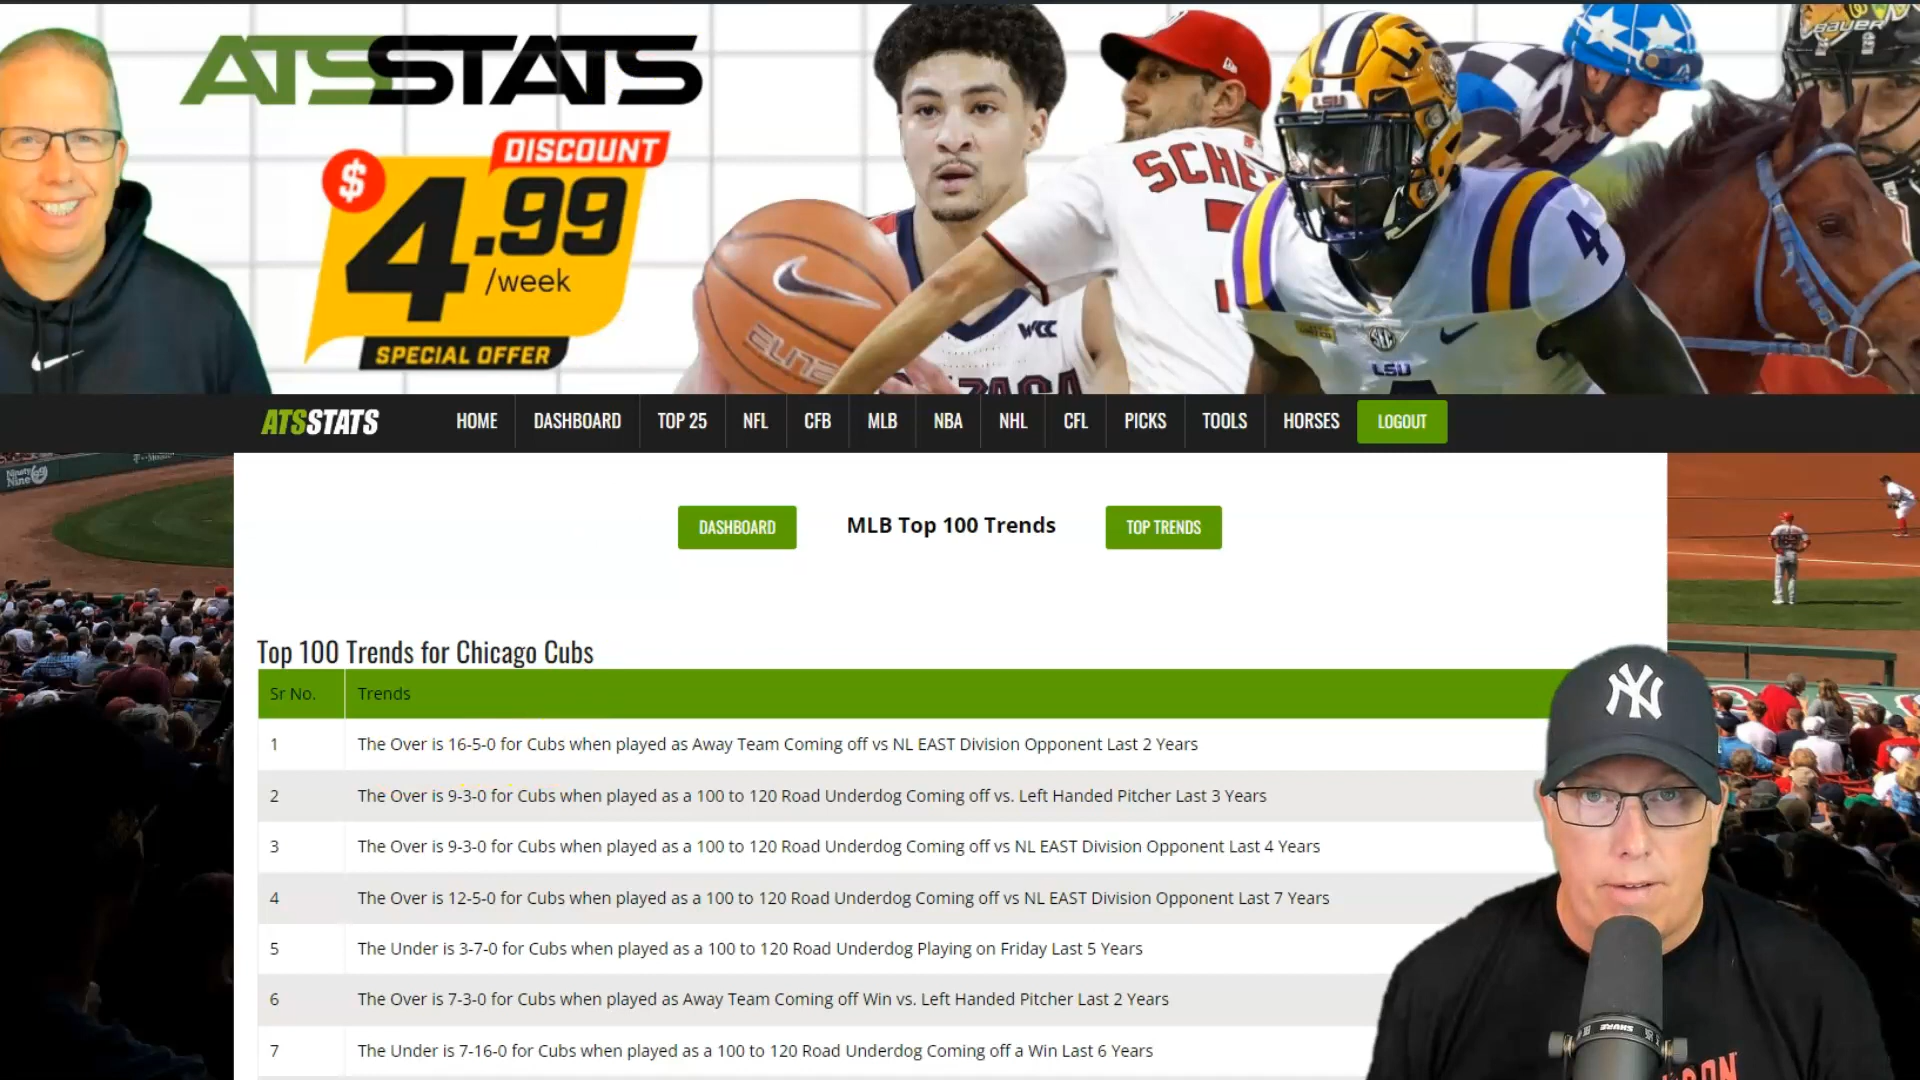 ATSSTATS
DISCOUNT
$
4.99
/week
SPECIAL OFFER
ELITE
WCC
SCHE
LSU
4
SEC
LSU
BAUER
ATSSTATS
HOME
DASHBOARD
TOP 25
NFL
CFB
MLB
NBA
NHL
CFL
PICKS
TOOLS
HORSES
LOGOUT
DASHBOARD
MLB Top 100 Trends
TOP TRENDS
Top 100 Trends for Chicago Cubs
Sr No. Trends
1 The Over is 16-5-0 for Cubs when played as Away Team Coming off vs NL EAST Division Opponent Last 2 Years
2 The Over is 9-3-0 for Cubs when played as a 100 to 120 Road Underdog Coming off vs. Left Handed Pitcher Last 3 Years
3 The Over is 9-3-0 for Cubs when played as a 100 to 120 Road Underdog Coming off vs NL EAST Division Opponent Last 4 Years
4 The Over is 12-5-0 for Cubs when played as a 100 to 120 Road Underdog Coming off vs NL EAST Division Opponent Last 7 Years
5 The Under is 3-7-0 for Cubs when played as a 100 to 120 Road Underdog Playing on Friday Last 5 Years
6 The Over is 7-3-0 for Cubs when played as Away Team Coming off Win vs. Left Handed Pitcher Last 2 Years
7 The Under is 7-16-0 for Cubs when played as a 100 to 120 Road Underdog Coming off a Win Last 6 Years
NY
SHURE